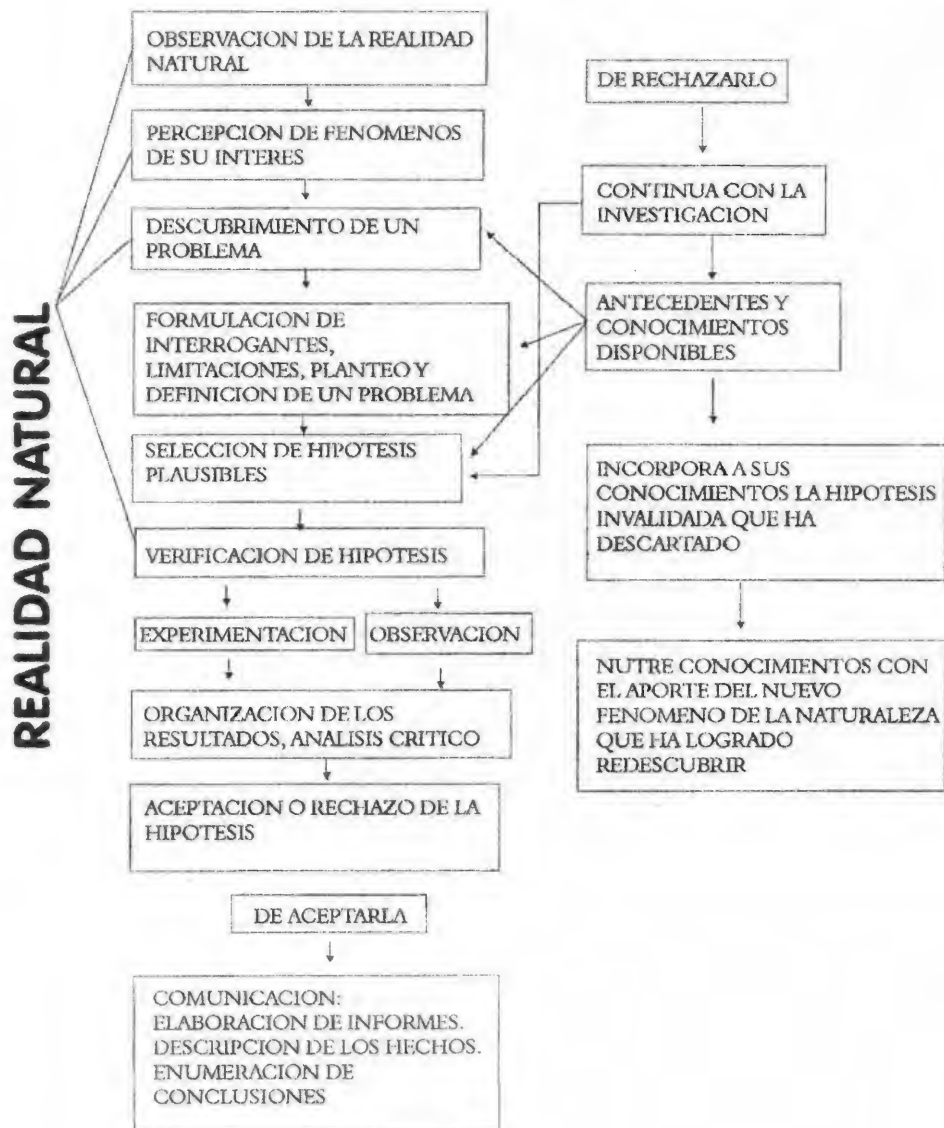 REALIDAD NATURAL
OBSERVACION DE LA REALIDAD
NATURAL
PERCEPCION DE FENOMENOS
DE SU INTERES
DESCUBRIMIENTO DE UN
PROBLEMA
FORMULACION DE
INTERROGANTES,
LIMITACIONES, PLANTEO Y
DEFINICION DE UN PROBLEMA
SELECCION DE HIPOTESIS
PLAUSIBLES
VERIFICACION DE HIPOTESIS
EXPERIMENTACION
OBSERVACION
ORGANIZACION DE LOS
RESULTADOS, ANALISIS CRITICO
ACEPTACION O RECHAZO DE LA
HIPOTESIS
DE ACEPTARLA
COMUNICACION:
ELABORACION DE INFORMES.
DESCRIPCION DE LOS HECHOS.
ENUMERACION DE
CONCLUSIONES
DE RECHAZARLO
CONTINUA CON LA
INVESTIGACION
ANTECEDENTES Y
CONOCIMIENTOS
DISPONIBLES
INCORPORA A SUS
CONOCIMIENTOS LA HIPOTESIS
INVALIDADA QUE HA
DESCARTADO
NUTRE CONOCIMIENTOS CON
EL APORTE DEL NUEVO
FENOMENO DE LA NATURALEZA
QUE HA LOGRADO
REDESCUBRIR